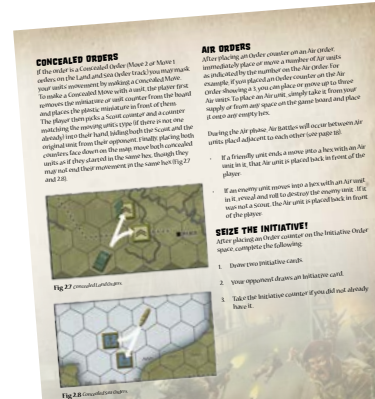 CONCEALED ORDERS
If the order is a Concealed Order (Move 2 or Move 1
orders on the Land and Sea Order track) you may mask
your units movement by making a Concealed Move.
To make a Concealed Move with a unit, the player first
removes the miniature or unit counter from the board
and places the plastic miniature in front of them.
The player then picks a Scout counter and a counter
matching the moving unit's type (if there is not one
already) into their hand, hiding both the Scout and the
original unit from their opponent. Finally, placing both
counters face down on the map, move both concealed
units as if they started in the same hex, though they
may not end their movement in the same hex (Fig 2.7
and 2.8).
Fig 2.7 Concealed Land Orders.
Fig 2.8 Concealed Sea Orders.
AIR ORDERS
After placing an Order counter on an Air Order,
immediately place or move a number of Air units
as indicated by the number on the Air Order. For
example, if you placed an Order counter on the Air
Order showing a 3, you can place or move up to three
Air units. To place an Air unit, simply take it from your
supply or from any space on the game board and place
it onto any empty hex.
During the Air phase, Air Battles will occur between Air
units placed adjacent to each other (see page 18).
• If a friendly unit ends a move into a hex with an Air
unit in it, that Air unit is placed back in front of the
player.
• If an enemy unit moves into a hex with an Air unit
in it, reveal and roll to destroy the enemy unit. If it
was not a Scout, the Air unit is placed back in front
of the player.
SEIZE THE INITIATIVE!
After placing an Order counter on the Initiative Order
space, complete the following:
1. Draw two Initiative cards.
2. Your opponent draws an Initiative card.
3. Take the Initiative counter if you did not already
have it.